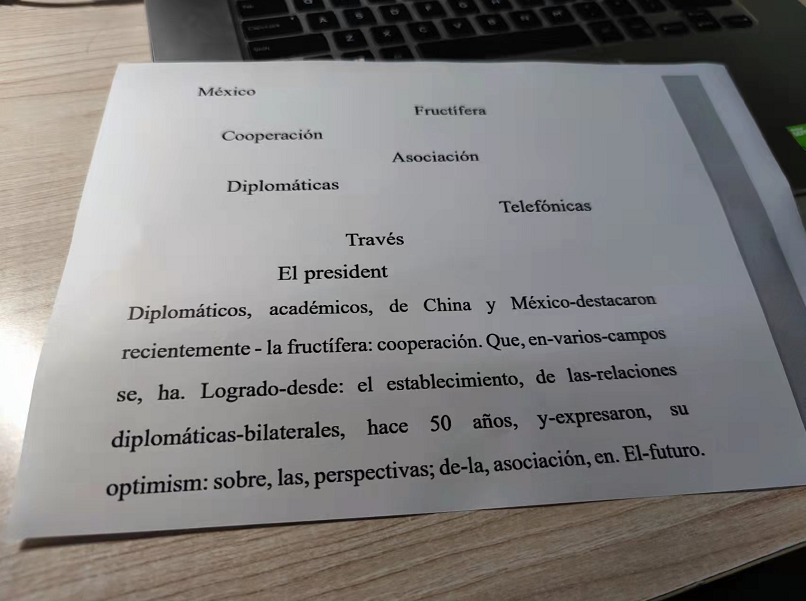 México
Fructífera
Cooperación
Asociación
Diplomáticas
Telefónicas
Través
El president
Diplomáticos, académicos, de China y México-destacaron
recientemente - la fructífera: cooperación. Que, en-varios-campos
se, ha. Logrado-desde: el establecimiento, de las-relaciones
diplomáticas-bilaterales, hace 50 años, y-expresaron, su
optimism: sobre, las, perspectivas; de-la, asociación, en. El-futuro.